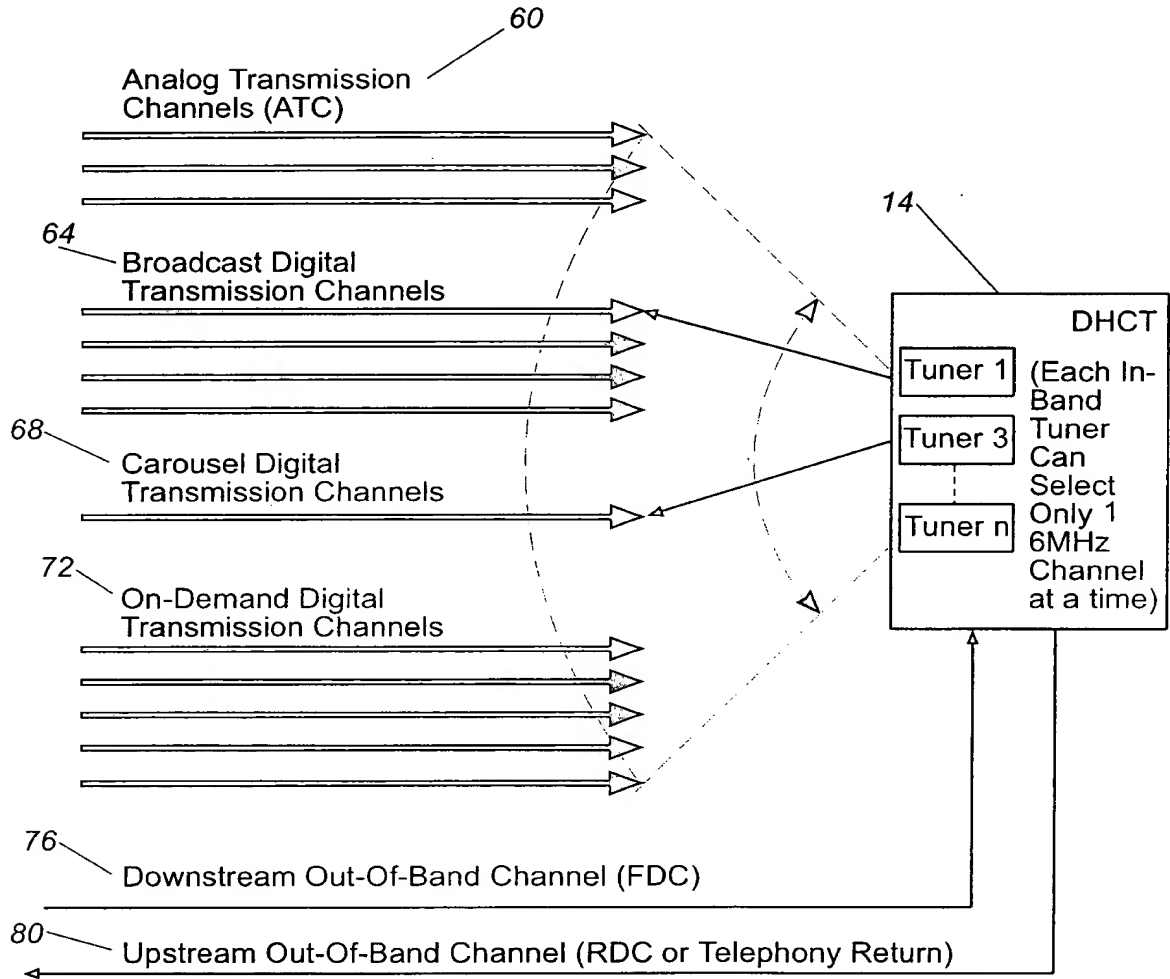 60
Analog Transmission
Channels (ATC)
14
64
Broadcast Digital
Transmission Channels
DHCT
Tuner 1
Tuner 3
Tuner n
(Each In-
Band
Tuner
Can
Select
Only 1
6MHz
Channel
at a time)
68
Carousel Digital
Transmission Channels
72
On-Demand Digital
Transmission Channels
76
Downstream Out-Of-Band Channel (FDC)
80
Upstream Out-Of-Band Channel (RDC or Telephony Return)